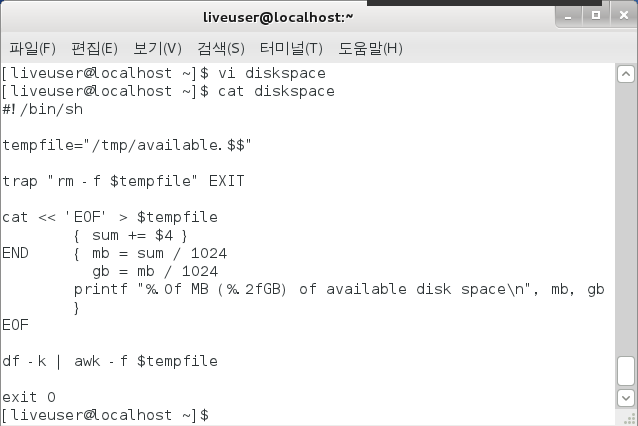 liveuser@localhost:~
파일(F) 편집(E) 보기(V) 검색(S) 터미널(T) 도움말(H)
[liveuser@localhost ~]$ vi diskspace
[liveuser@localhost ~]$ cat diskspace
#!/bin/sh
tempfile="/tmp/available.$$"
trap "rm -f $tempfile" EXIT
cat << 'EOF' > $tempfile
{ sum += $4 }
END { mb = sum / 1024
gb = mb / 1024
printf "%.0f MB (%.2fGB) of available disk space\n", mb, gb
}
EOF
df -k | awk -f $tempfile
exit 0
[liveuser@localhost ~]$